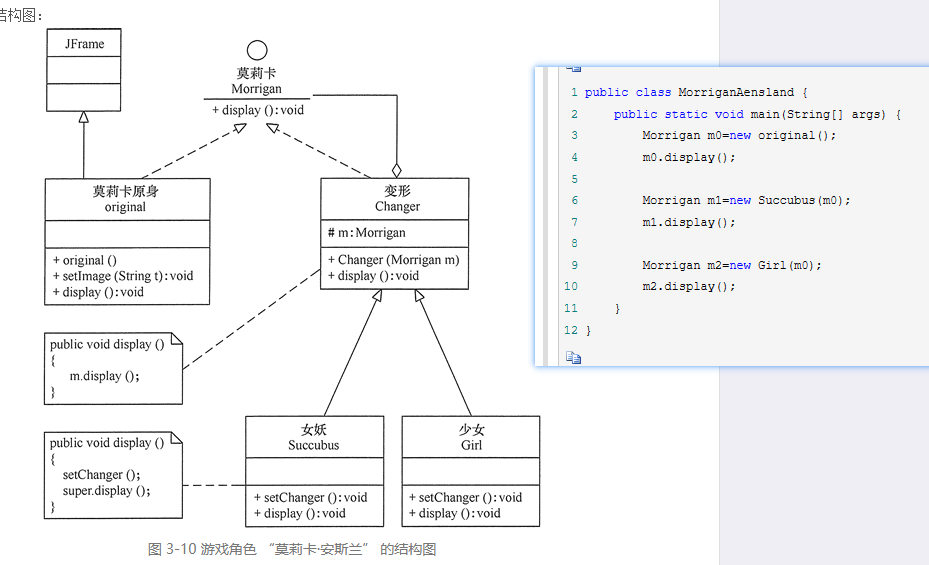 结构图：
JFrame
莫莉卡
Morrigan
+ display ():void
莫莉卡原身
original
+ original ()
+ setImage (String t):void
+ display ():void
变形
Changer
# m:Morrigan
+ Changer (Morrigan m)
+ display ():void
public void display ()
{
m.display ();
}
public void display ()
{
setChanger ();
super.display ();
}
女妖
Succubus
+ setChanger ():void
+ display ():void
少女
Girl
+ setChanger ():void
+ display ():void
图 3-10 游戏角色 “莫莉卡·安斯兰” 的结构图
1 public class MorriganAensland {
2 public static void main(String[] args) {
3 Morrigan m0=new original();
4 m0.display();
5
6 Morrigan m1=new Succubus(m0);
7 m1.display();
8
9 Morrigan m2=new Girl(m0);
10 m2.display();
11 }
12 }